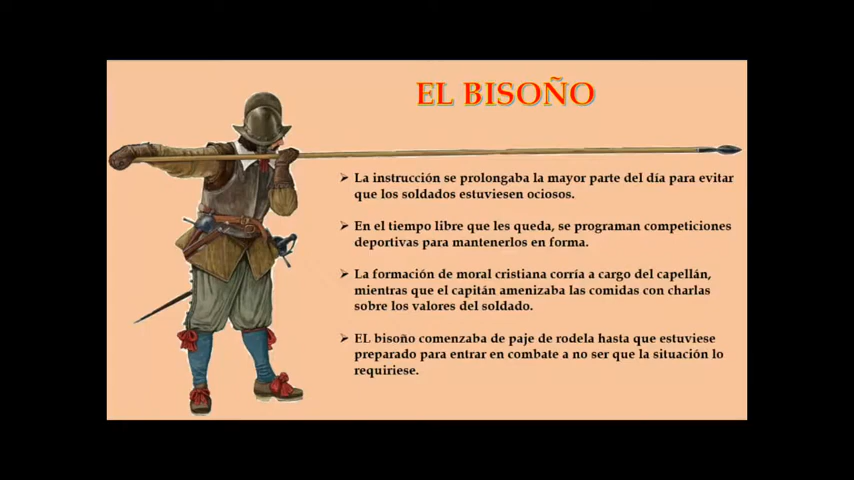 EL BISOÑO
➢ La instrucción se prolongaba la mayor parte del día para evitar
que los soldados estuviesen ociosos.
➢ En el tiempo libre que les queda, se programan competiciones
deportivas para mantenerlos en forma.
➢ La formación de moral cristiana corría a cargo del capellán,
mientras que el capitán amenizaba las comidas con charlas
sobre los valores del soldado.
➢ EL bisoño comenzaba de paje de rodela hasta que estuviese
preparado para entrar en combate a no ser que la situación lo
requiriese.